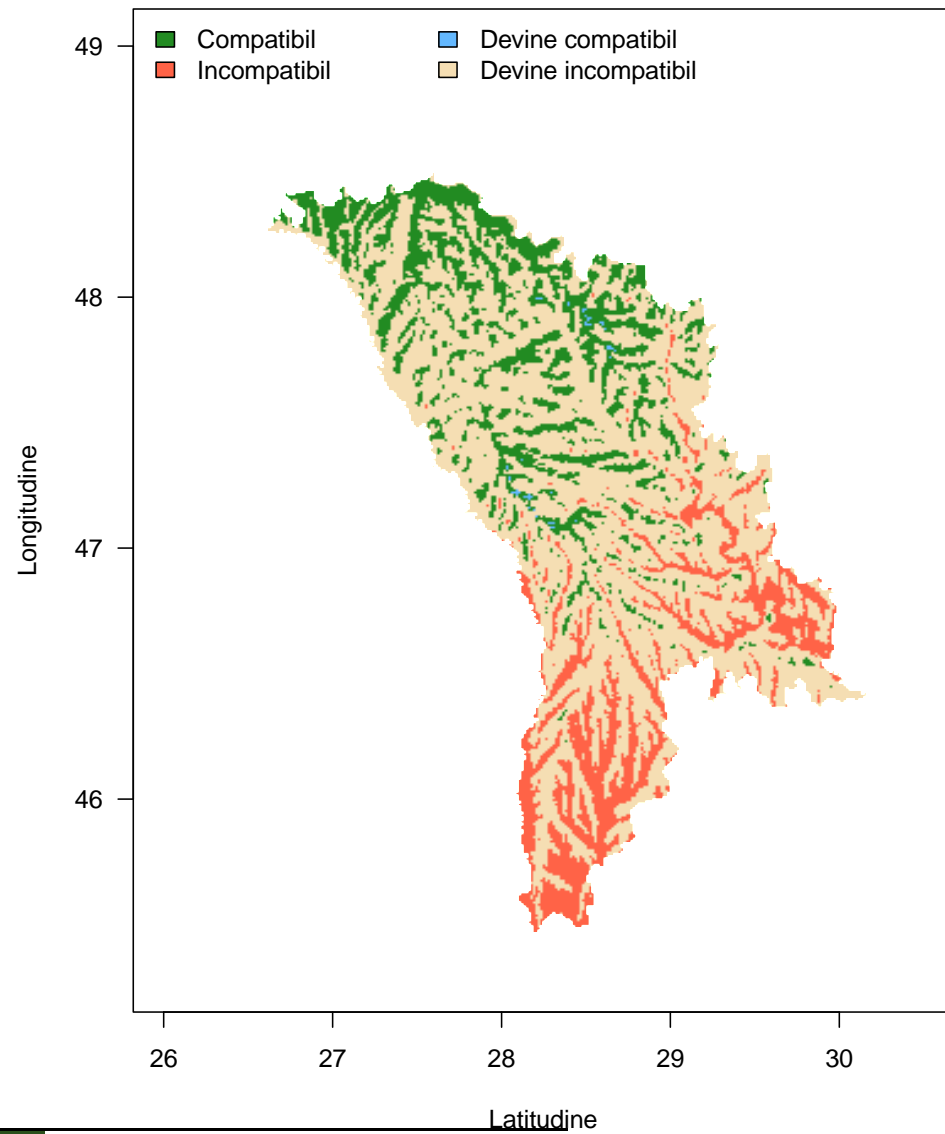 49 Compatibil Devine compatibil
Incompatibil Devine incompatibil
48
Longitudine
47
46
26 27 28 29 30
Latitudine